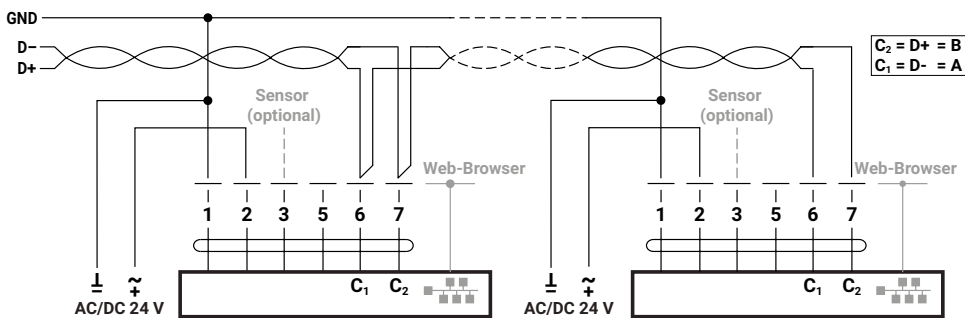 GND
D–
D+
C₂ = D+ = B
C₁ = D- = A
Sensor
(optional)
Sensor
(optional)
Web-Browser
Web-Browser
1 2 3 5 6 7
1 2 3 5 6 7
⊥ ~
= +
C₁ C₂
AC/DC 24 V
⊥ ~
= +
C₁ C₂
AC/DC 24 V